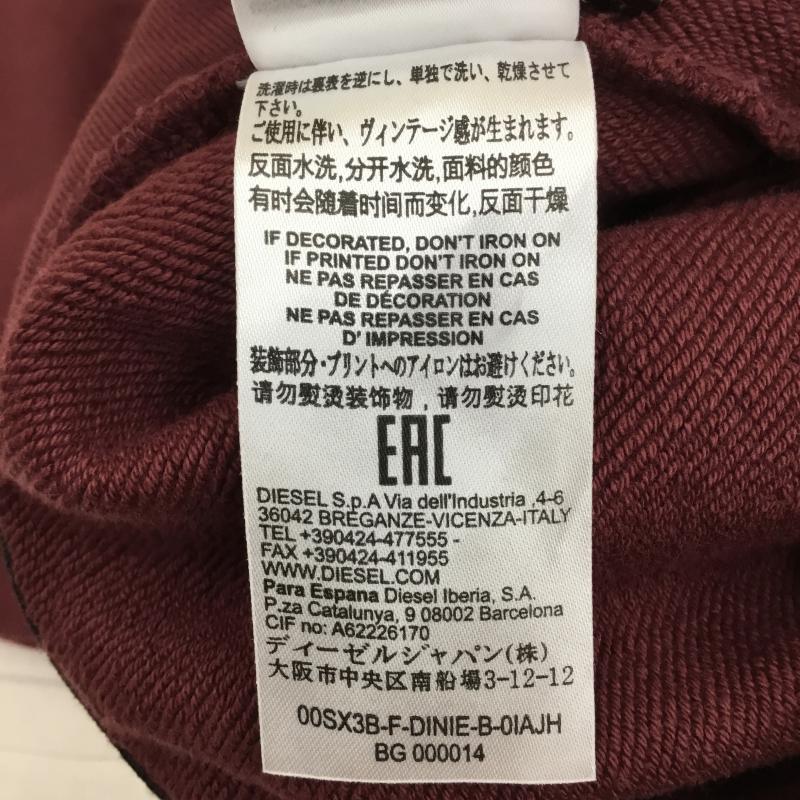 洗濯時は裏表を逆にし、単独で洗い、乾燥させて
下さい。
ご使用に伴い、ヴィンテージ感が生まれます。
反面水洗,分开水洗,面料的颜色
有时会随着时间而变化,反面干燥
IF DECORATED, DON'T IRON ON
IF PRINTED DON'T IRON ON
NE PAS REPASSER EN CAS
DE DÉCORATION
NE PAS REPASSER EN CAS
D' IMPRESSION
装飾部分・プリントへのアイロンはお避けください。
请勿熨烫装饰物，请勿熨烫印花
EAC
DIESEL S.p.A Via dell'Industria ,4-6
36042 BREGANZE-VICENZA-ITALY
TEL +390424-477555 -
FAX +390424-411955
WWW.DIESEL.COM
Para Espana Diesel Iberia, S.A.
P.za Catalunya, 9 08002 Barcelona
CIF no: A62226170
ディーゼルジャパン(株)
大阪市中央区南船場3-12-12
00SX3B-F-DINIE-B-0IAJH
BG 000014